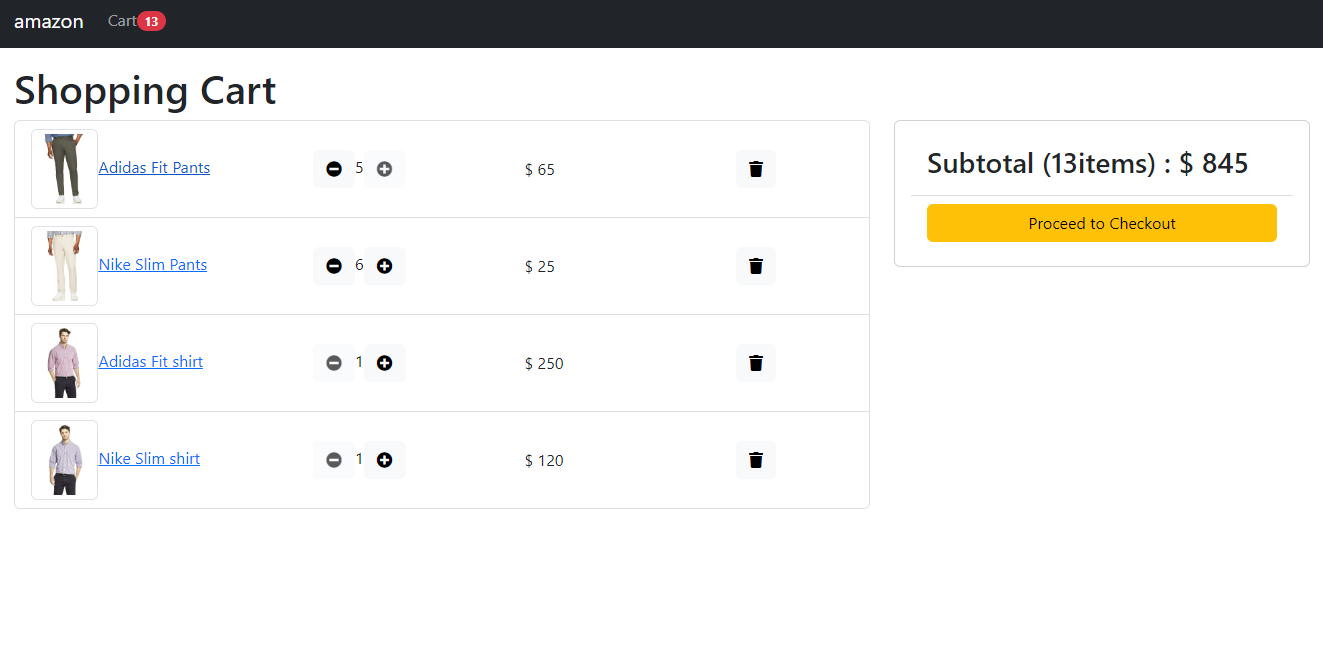 amazon Cart 13
Shopping Cart
Adidas Fit Pants 5 $ 65
Nike Slim Pants 6 $ 25
Adidas Fit shirt 1 $ 250
Nike Slim shirt 1 $ 120
Subtotal (13items) : $ 845
Proceed to Checkout